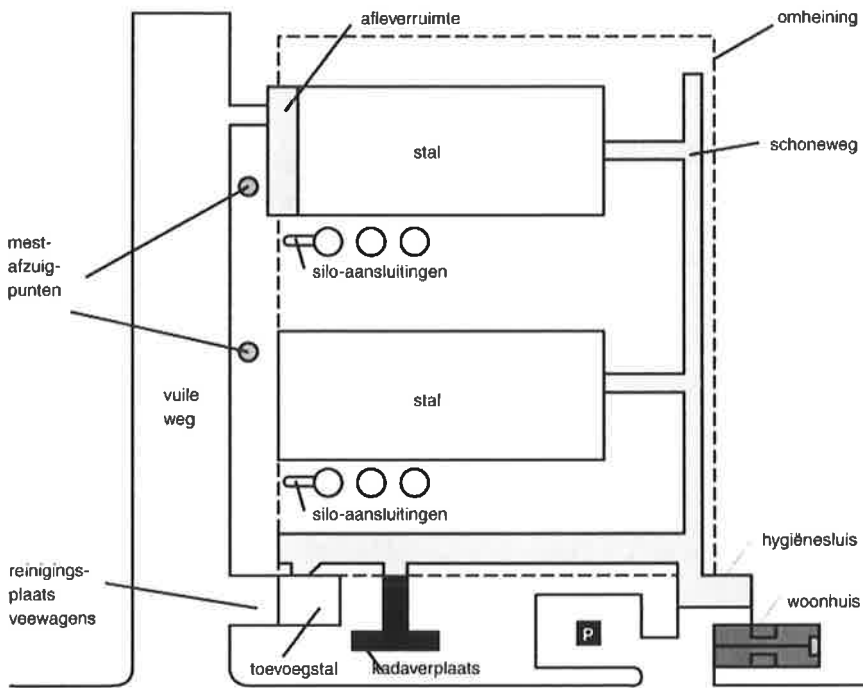 afleverruimte
omheining
stal
schoneweg
mest-
afzuig-
punten
silo-aansluitingen
vuile
weg
stal
silo-aansluitingen
hygiënesluis
reinigings-
plaats
veewagens
woonhuis
P
toevoegstal
kadaverplaats